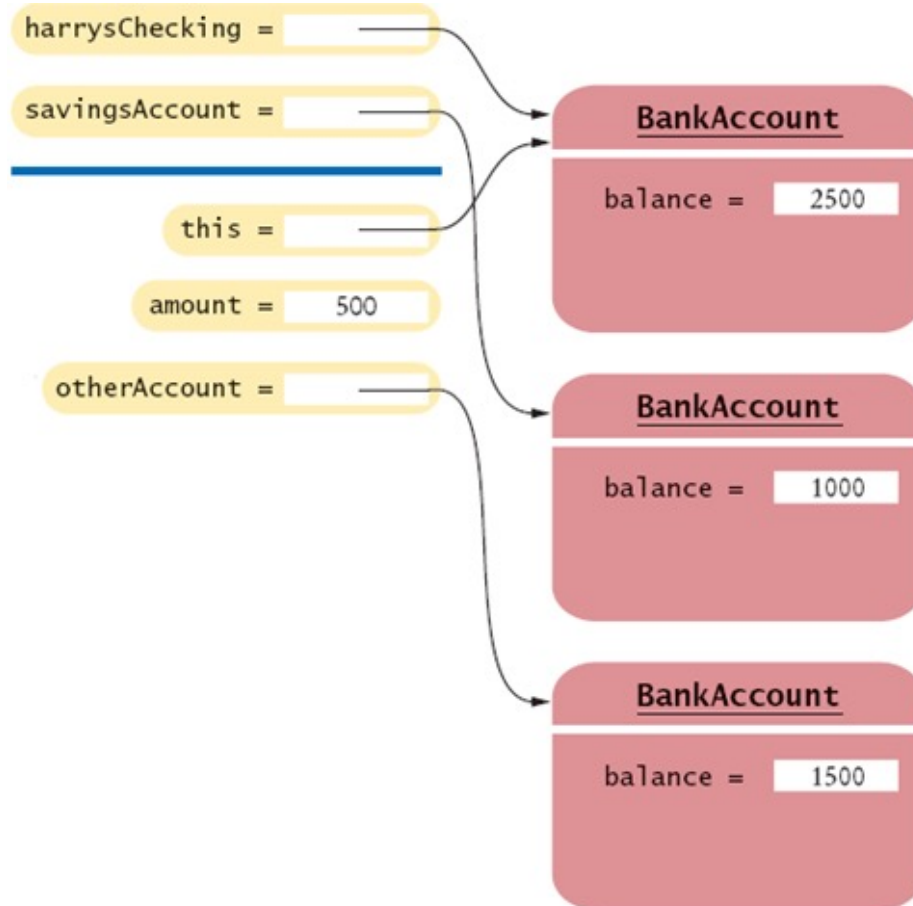 harrysChecking =
savingsAccount =
BankAccount
balance = 2500
this =
amount = 500
otherAccount =
BankAccount
balance = 1000
BankAccount
balance = 1500